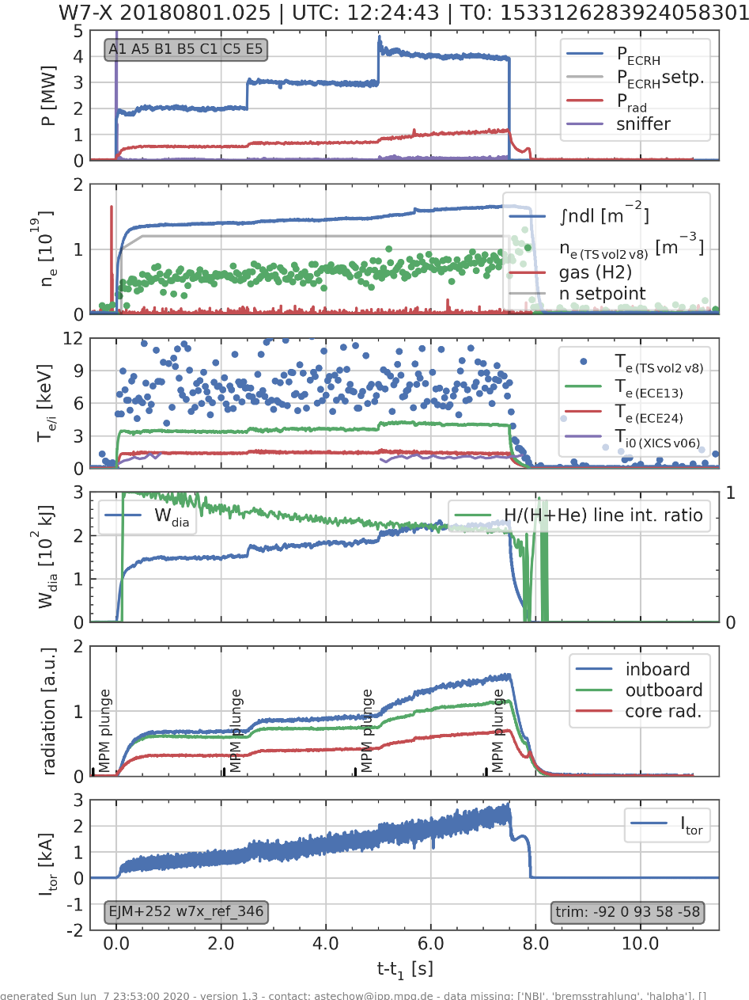 W7-X 20180801.025 | UTC: 12:24:43 | T0: 1533126283924058301
A1 A5 B1 B5 C1 C5 E5
P [MW]
5
4
3
2
1
0
P_ECRH
P_ECRH setp.
P_rad
sniffer
n_e [10^19]
2
1
0
∫ndl [m^−2]
n_e (TS vol2 v8) [m^−3]
gas (H2)
n setpoint
T_e/i [keV]
12
9
6
3
0
T_e (TS vol2 v8)
T_e (ECE13)
T_e (ECE24)
T_i0 (XICS v06)
W_dia [10^2 kJ]
3
2
1
0
W_dia
H/(H+He) line int. ratio
1
0
radiation [a.u.]
2
1
0
MPM plunge
MPM plunge
MPM plunge
MPM plunge
inboard
outboard
core rad.
I_tor [kA]
3
2
1
0
-1
-2
I_tor
EJM+252 w7x_ref_346
trim: -92 0 93 58 -58
0.0 2.0 4.0 6.0 8.0 10.0
t-t_1 [s]
generated Sun Jun 7 23:53:00 2020 - version 1.3 - contact: astechow@ipp.mpg.de - data missing: ['NBI', 'bremsstrahlung', 'halpha'], []